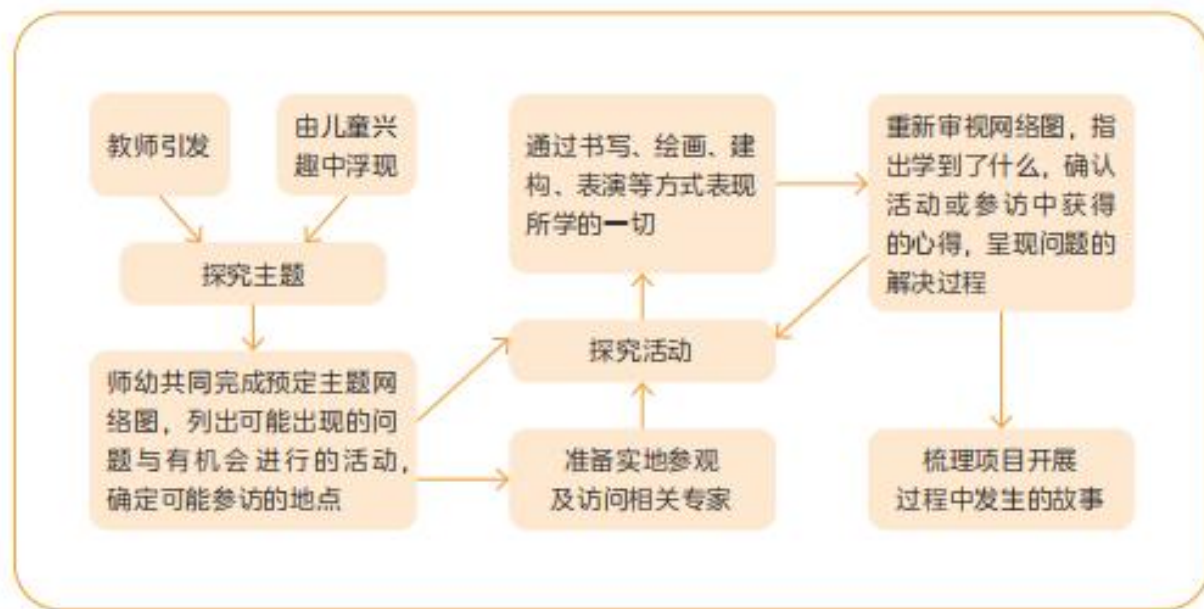 教师引发
由儿童兴
趣中浮现
探究主题
师幼共同完成预定主题网
络图，列出可能出现的问
题与有机会进行的活动，
确定可能参访的地点
通过书写、绘画、建
构、表演等方式表现
所学的一切
探究活动
准备实地参观
及访问相关专家
重新审视网络图，指
出学到了什么，确认
活动或参访中获得
的心得，呈现问题的
解决过程
梳理项目开展
过程中发生的故事